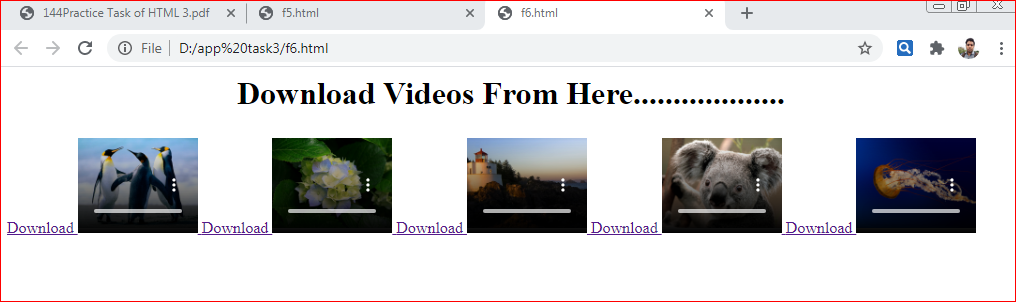 144Practice Task of HTML 3.pdf f5.html f6.html
File D:/app%20task3/f6.html
Download Videos From Here...................
Download Download Download Download Download